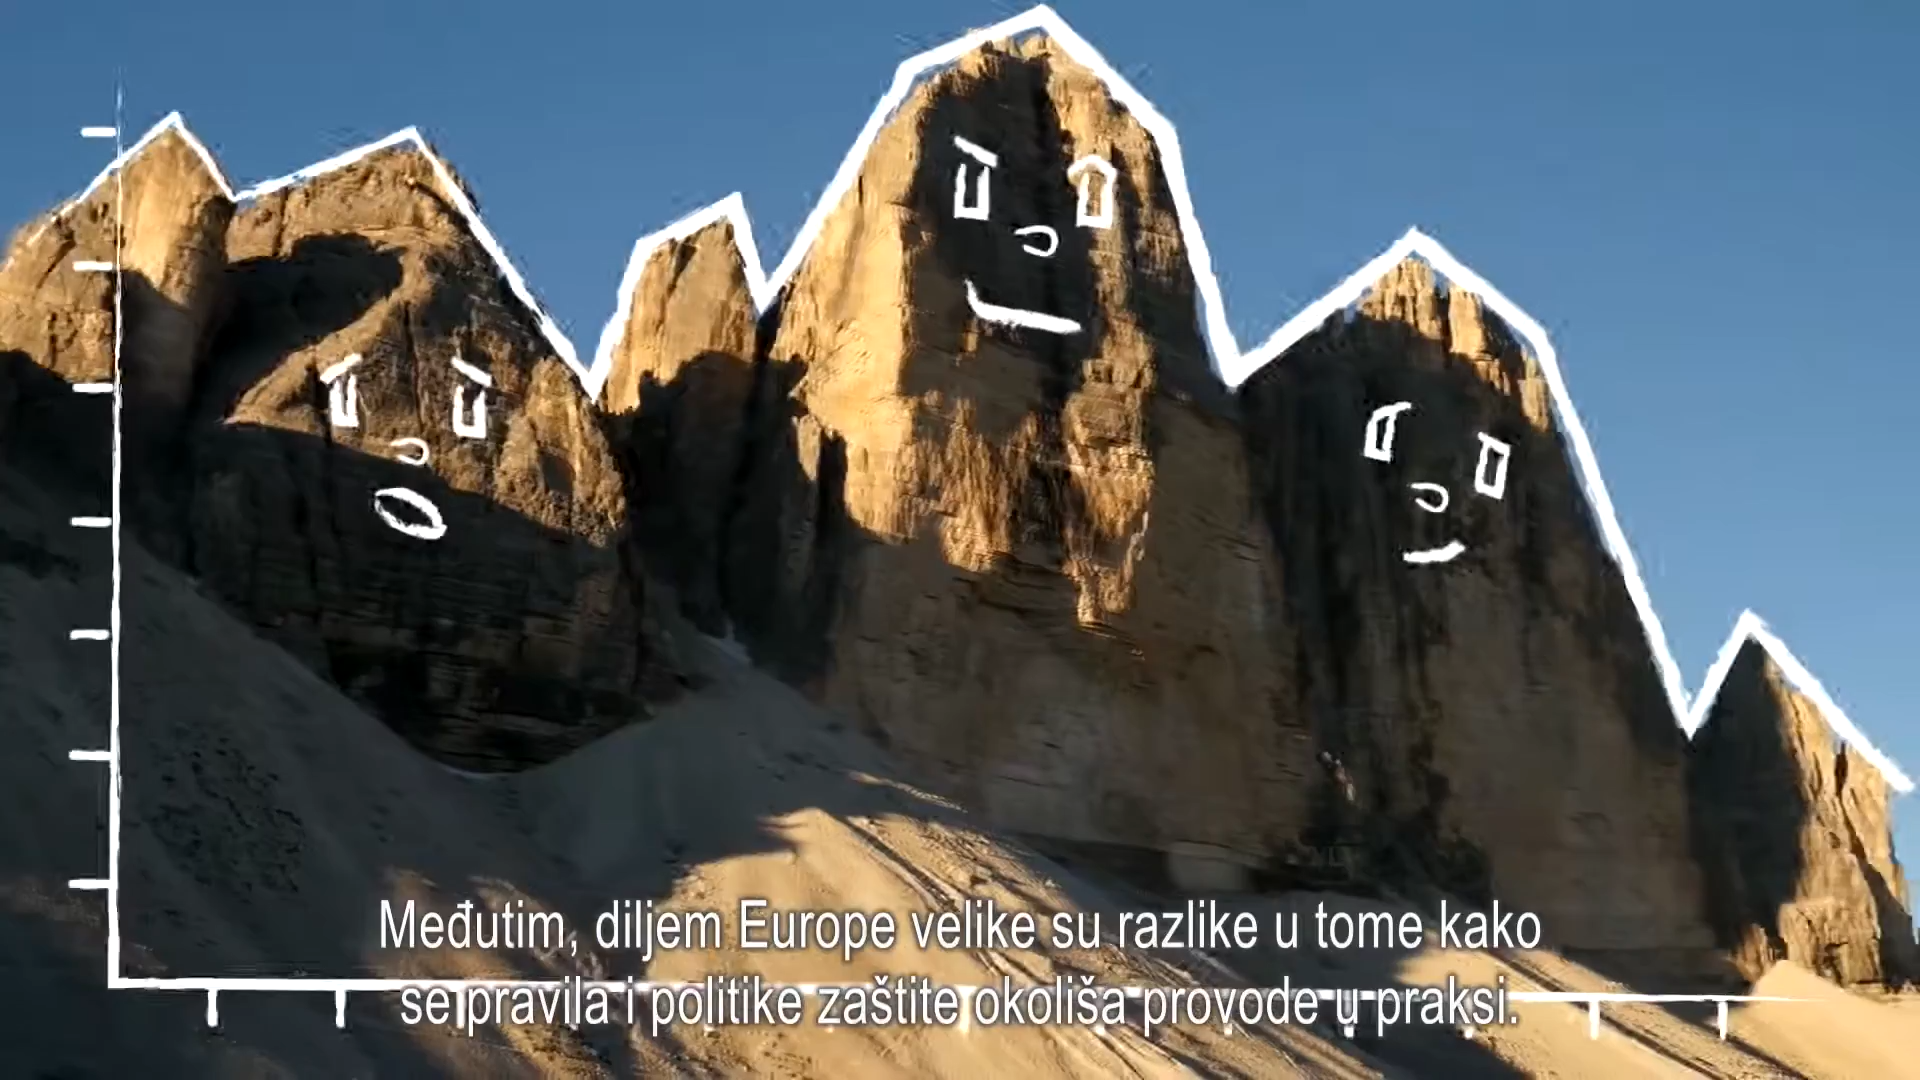 Međutim, diljem Europe velike su razlike u tome kako
se pravila i politike zaštite okoliša provode u praksi.